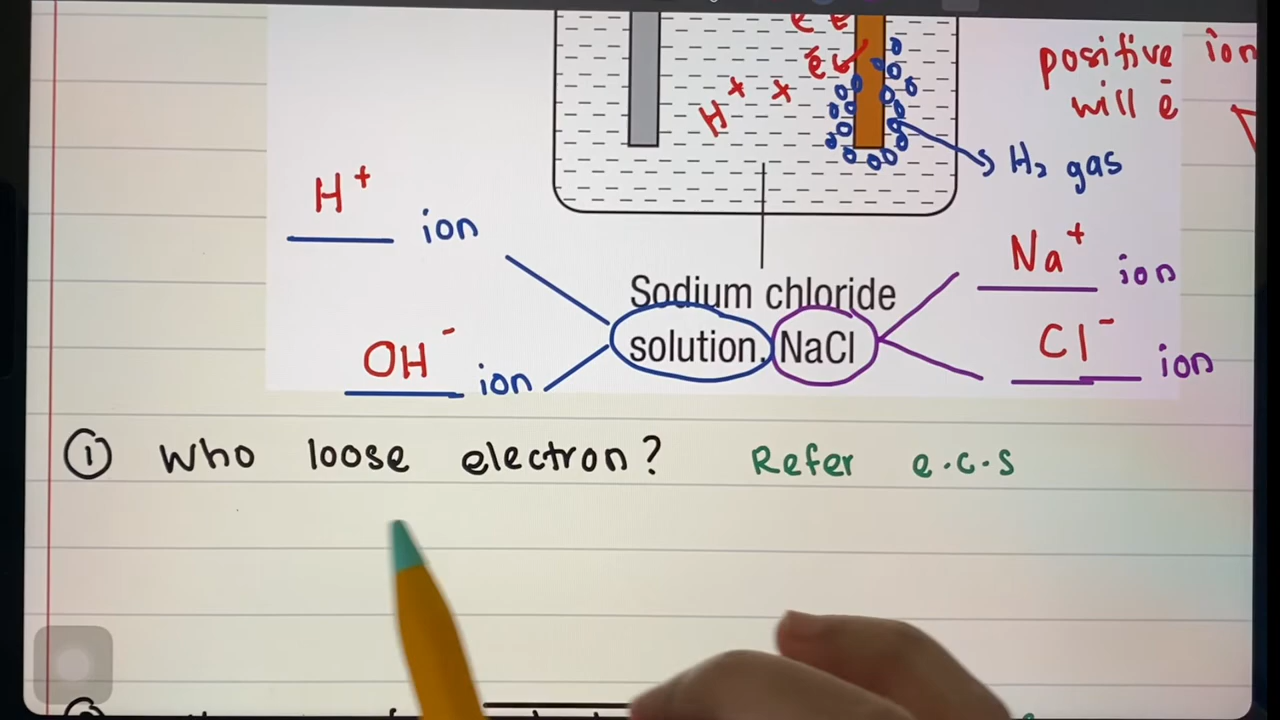 e e
e
positive ion
will ē
H+ +
H₂ gas
H+ ion
Na+ ion
Sodium chloride
solution. NaCl
OH- ion
Cl- ion
① Who loose electron? Refer e.c.s